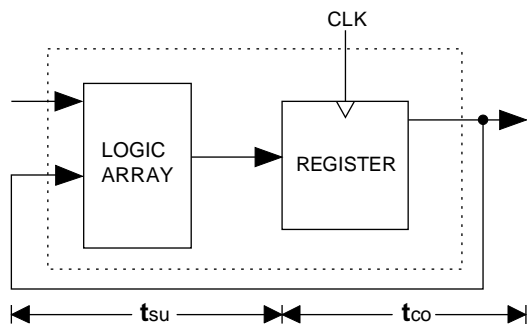 CLK
LOGIC
ARRAY
REGISTER
tsu
tco